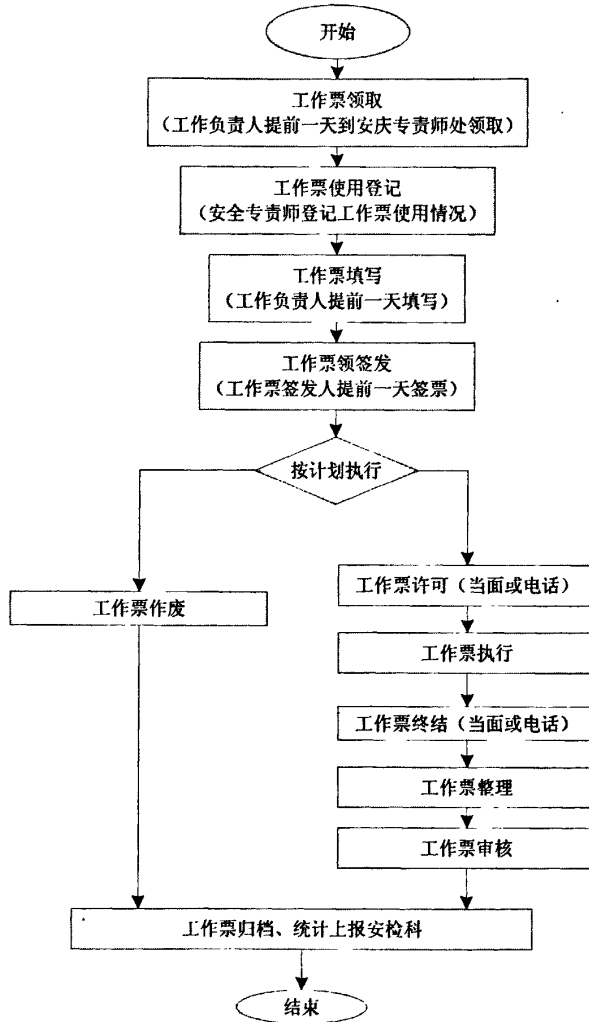 开始
工作票领取
（工作负责人提前一天到安庆专责师处领取）
工作票使用登记
（安全专责师登记工作票使用情况）
工作票填写
（工作负责人提前一天填写）
工作票领签发
（工作票签发人提前一天签票）
按计划执行
工作票作废
工作票许可（当面或电话）
工作票执行
工作票终结（当面或电话）
工作票整理
工作票审核
工作票归档、统计上报安检科
结束